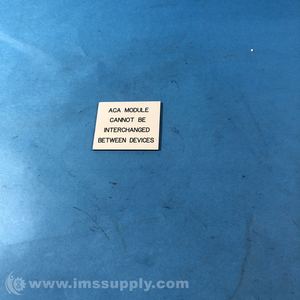 ACA MODULE
CANNOT BE
INTERCHANGED
BETWEEN DEVICES
www.imssupply.com